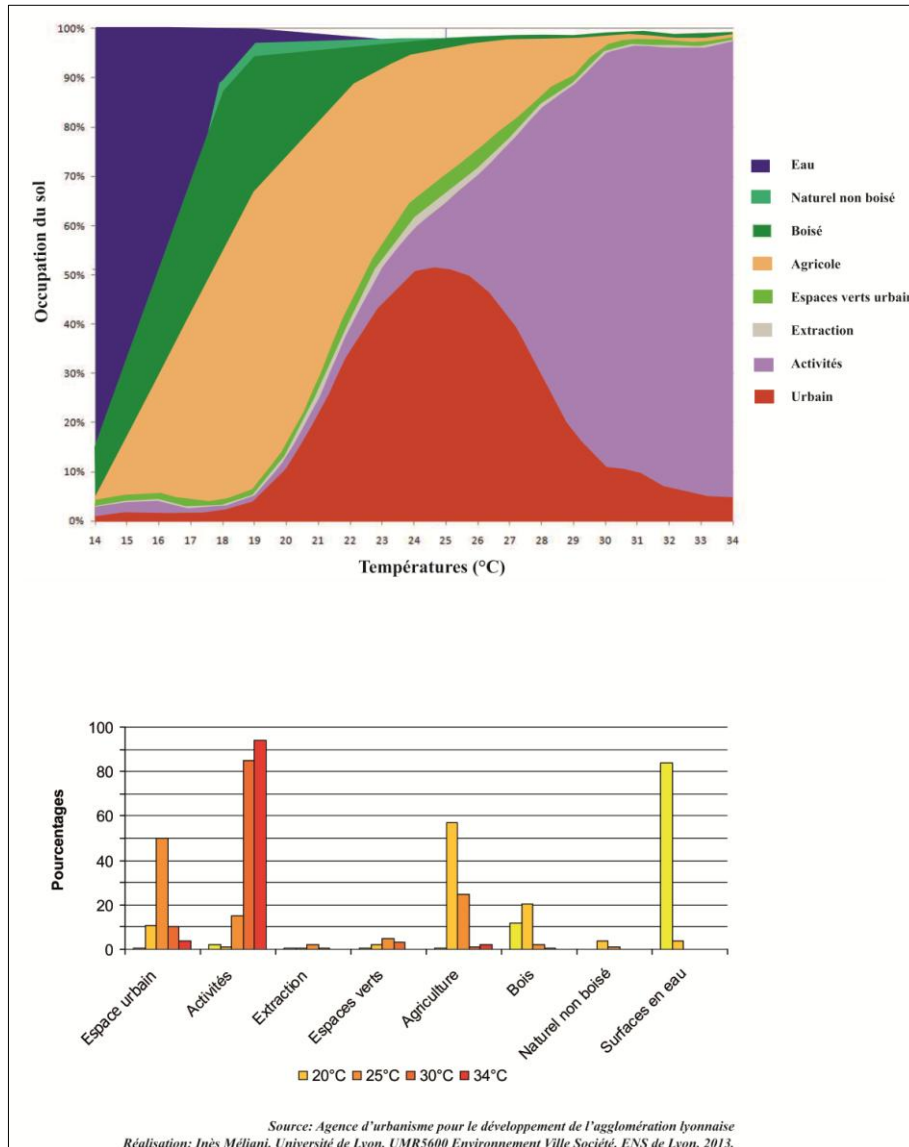 100%
90%
80%
70%
60%
50%
40%
30%
20%
10%
0%
Occupation du sol
14 15 16 17 18 19 20 21 22 23 24 25 26 27 28 29 30 31 32 33 34
Températures (°C)
Eau
Naturel non boisé
Boisé
Agricole
Espaces verts urbain
Extraction
Activités
Urbain
100
80
60
40
20
0
Pourcentages
Espace urbain
Activités
Extraction
Espaces verts
Agriculture
Bois
Naturel non boisé
Surfaces en eau
20°C 25°C 30°C 34°C
Source: Agence d'urbanisme pour le développement de l'agglomération lyonnaise
Réalisation: Inès Méliani, Université de Lyon, UMR5600 Environnement Ville Société, ENS de Lyon, 2013.